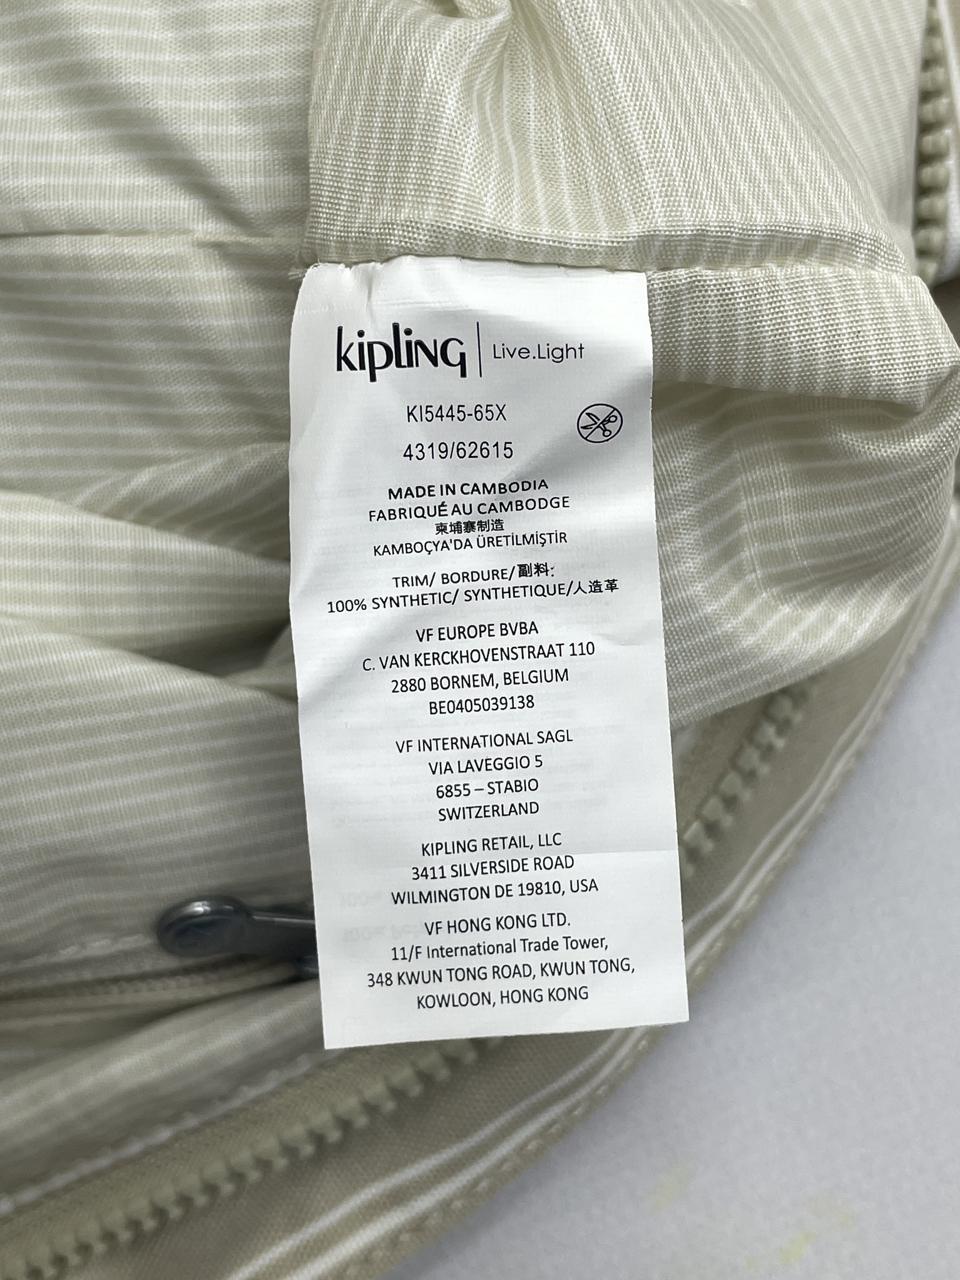 kipling | Live.Light
KI5445-65X
4319/62615
MADE IN CAMBODIA
FABRIQUÉ AU CAMBODGE
柬埔寨制造
KAMBOÇYA'DA ÜRETİLMİŞTİR
TRIM/ BORDURE/副料:
100% SYNTHETIC/ SYNTHETIQUE/人造革
VF EUROPE BVBA
C. VAN KERCKHOVENSTRAAT 110
2880 BORNEM, BELGIUM
BE0405039138
VF INTERNATIONAL SAGL
VIA LAVEGGIO 5
6855 – STABIO
SWITZERLAND
KIPLING RETAIL, LLC
3411 SILVERSIDE ROAD
WILMINGTON DE 19810, USA
VF HONG KONG LTD.
11/F International Trade Tower,
348 KWUN TONG ROAD, KWUN TONG,
KOWLOON, HONG KONG